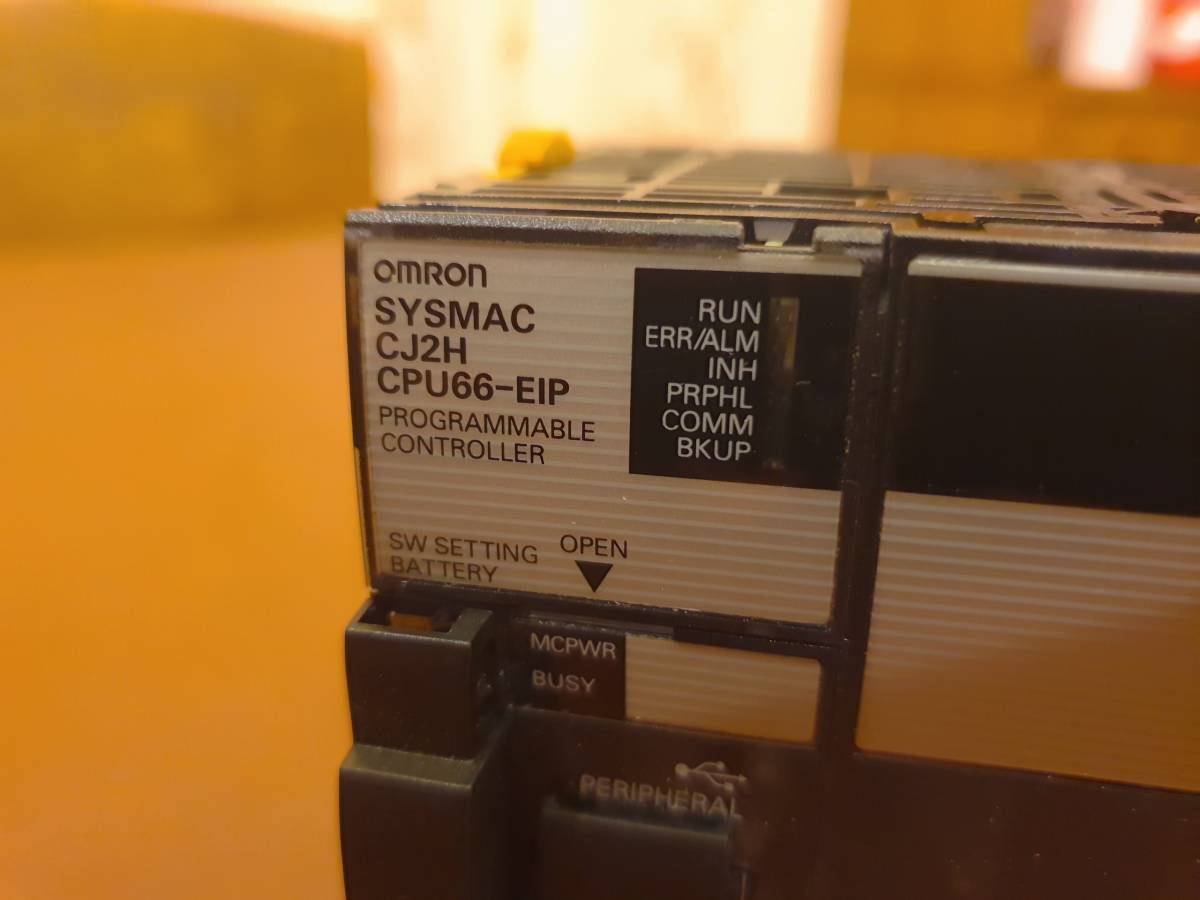 OMRON
SYSMAC
CJ2H
CPU66-EIP
PROGRAMMABLE
CONTROLLER
RUN
ERR/ALM
INH
PRPHL
COMM
BKUP
SW SETTING
BATTERY
OPEN
MCPWR
BUSY
PERIPHERAL